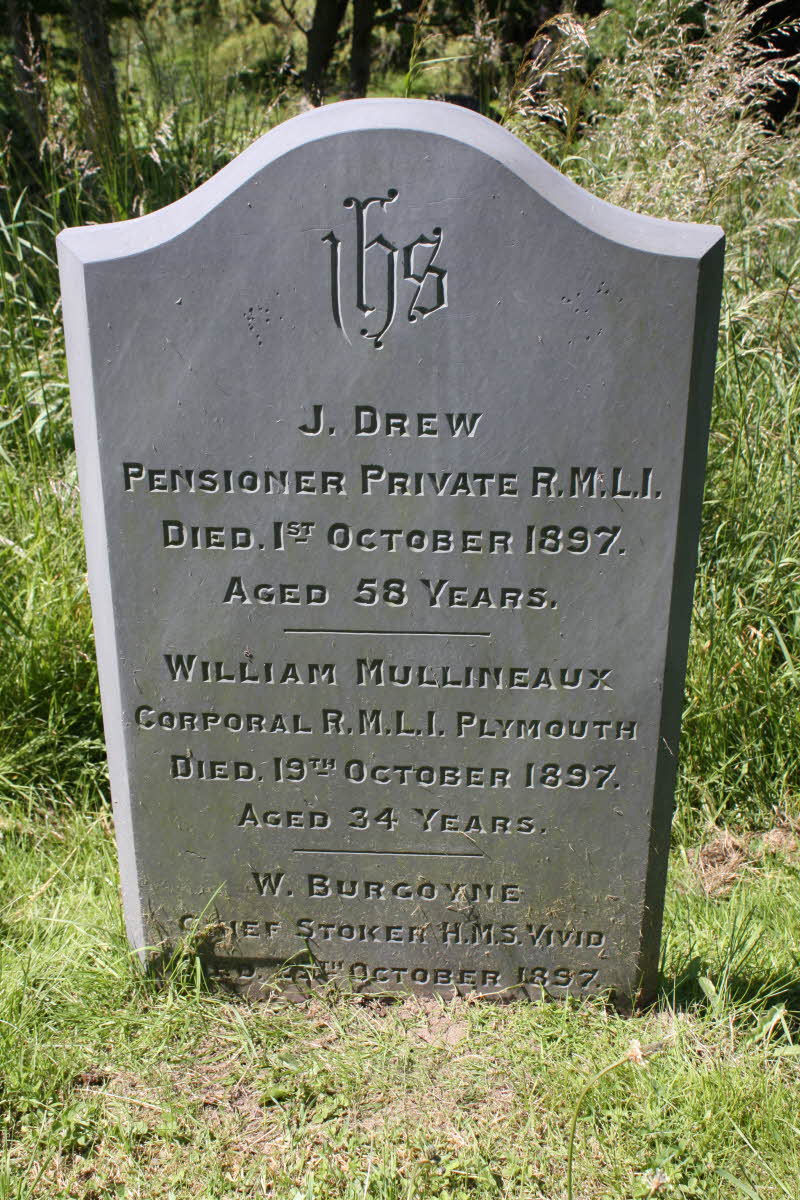 ihs
J. DREW
PENSIONER PRIVATE R.M.L.I.
DIED. 1ST OCTOBER 1897.
AGED 58 YEARS.
WILLIAM MULLINEAUX
CORPORAL R.M.L.I. PLYMOUTH
DIED. 19TH OCTOBER 1897.
AGED 34 YEARS.
W. BURGOYNE
CHIEF STOKER H.M.S. VIVID
OCTOBER 1897.